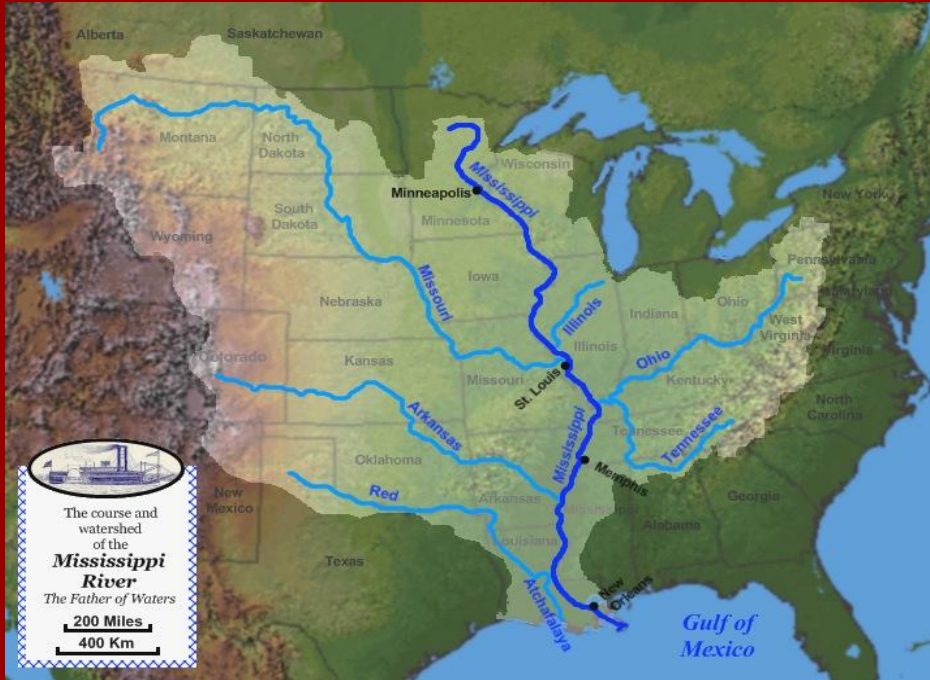 Alberta
Saskatchewan
Montana
North
Dakota
Wisconsin
Mississippi
Minneapolis
New York
South
Dakota
Minnesota
Wyoming
Pennsylvania
Iowa
Missouri
Maryland
Nebraska
Illinois
Indiana
Ohio
West
Virginia
Illinois
Virginia
Colorado
Kansas
Ohio
Missouri
St. Louis
Kentucky
North
Carolina
Arkansas
Mississippi
Tennessee
Tennessee
Oklahoma
Memphis
Red
Arkansas
Mississippi
Georgia
New
Mexico
Alabama
Louisiana
Texas
Atchafalaya
New
Orleans
Gulf of
Mexico
The course and
watershed
of the
Mississippi
River
The Father of Waters
200 Miles
400 Km